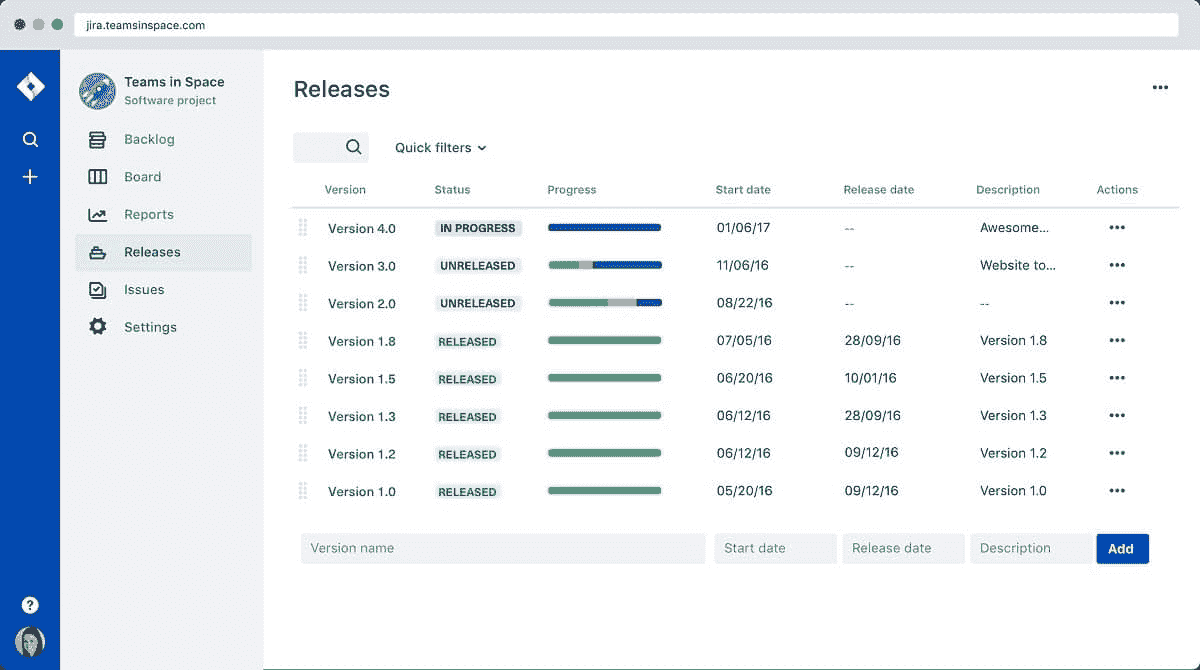 jira.teamsinspace.com
Teams in Space
Software project
Backlog
Board
Reports
Releases
Issues
Settings
Releases
Quick filters
Version Status Progress Start date Release date Description Actions
Version 4.0 IN PROGRESS 01/06/17 -- Awesome...
Version 3.0 UNRELEASED 11/06/16 -- Website to...
Version 2.0 UNRELEASED 08/22/16 -- --
Version 1.8 RELEASED 07/05/16 28/09/16 Version 1.8
Version 1.5 RELEASED 06/20/16 10/01/16 Version 1.5
Version 1.3 RELEASED 06/12/16 28/09/16 Version 1.3
Version 1.2 RELEASED 06/12/16 09/12/16 Version 1.2
Version 1.0 RELEASED 05/20/16 09/12/16 Version 1.0
Version name Start date Release date Description Add